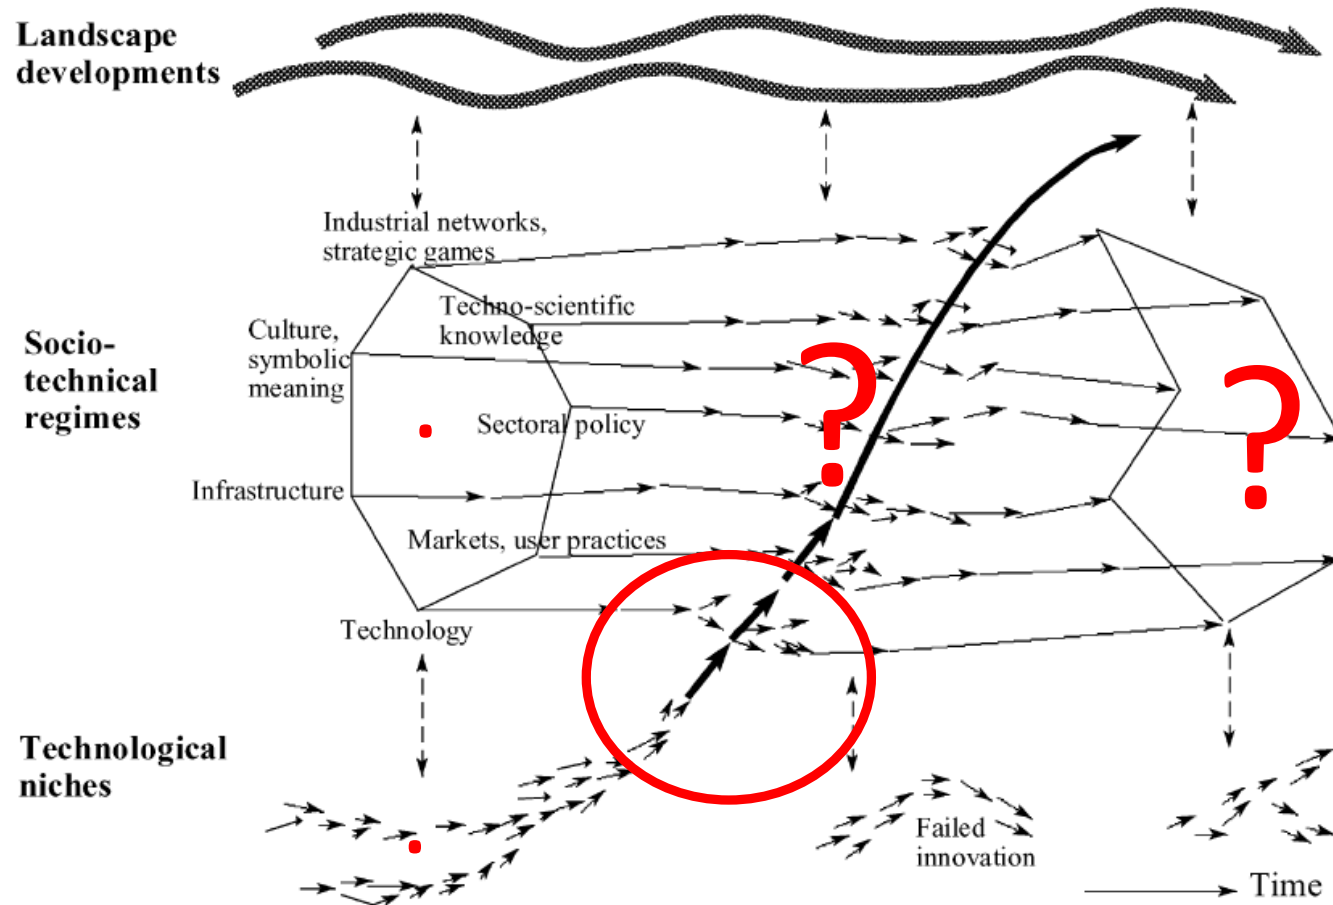 Landscape
developments
Industrial networks,
strategic games
Techno-scientific
knowledge
Culture,
symbolic
meaning
Socio-
technical
regimes
?
?
Sectoral policy
Infrastructure
Markets, user practices
Technology
Technological
niches
Failed
innovation
Time